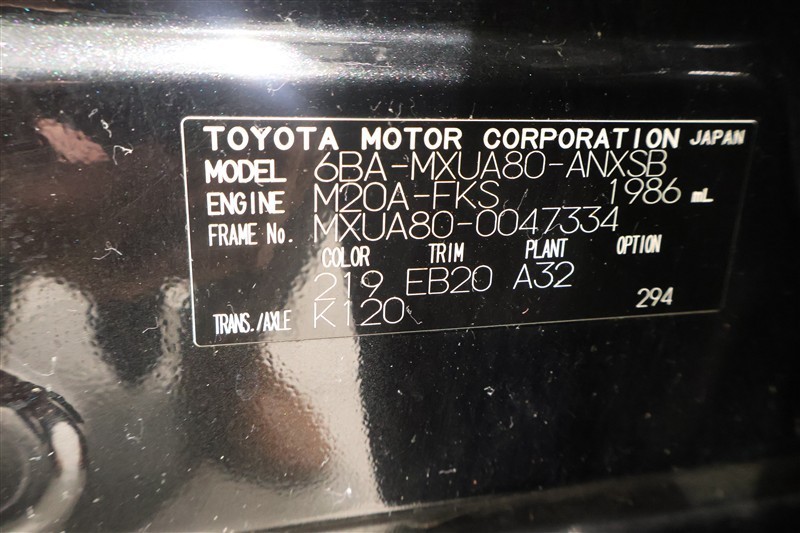 TOYOTA MOTOR CORPORATION JAPAN
MODEL 6BA-MXUA80-ANXSB
ENGINE M20A-FKS 1986 mL
FRAME No. MXUA80-0047334
COLOR TRIM PLANT OPTION
219 EB20 A32
TRANS./AXLE K120 294